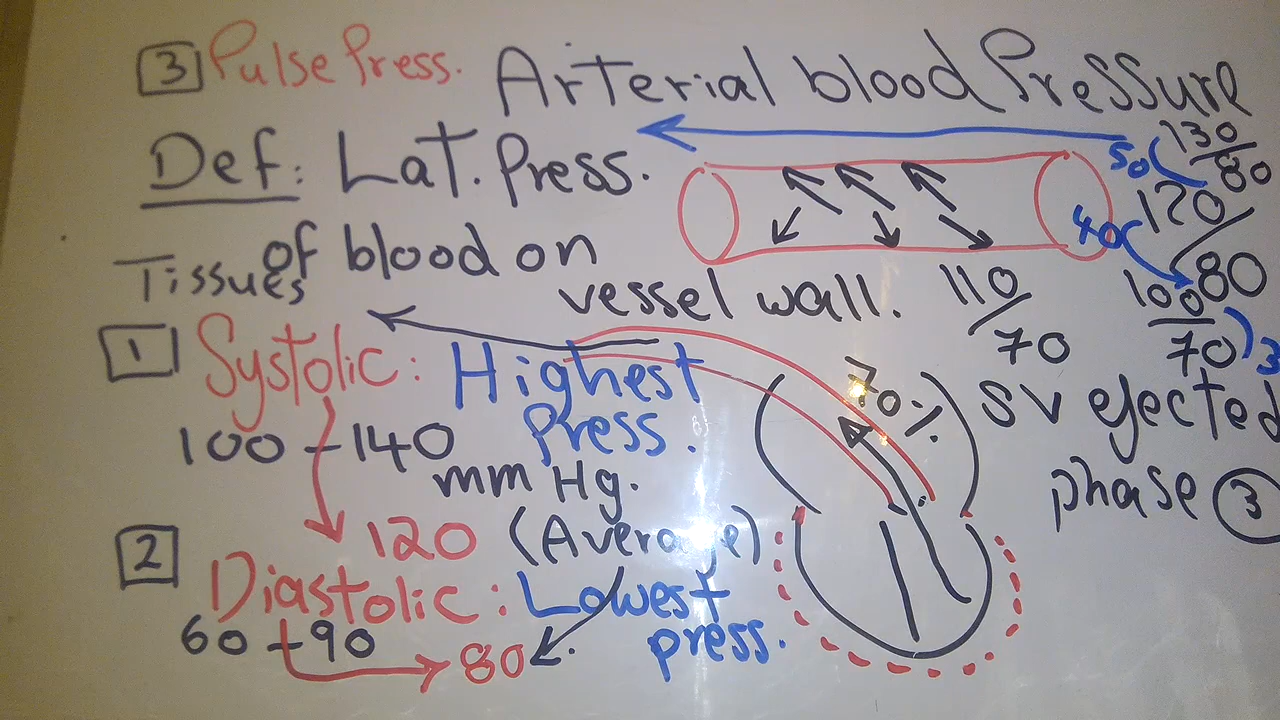 Arterial blood Pressure
3 Pulse Press.
Def: Lat. Press.
of blood on
vessel wall.
Tissues
130/80
50
120/80
40
100/70
3
110/70
1 Systolic: Highest
Press.
100 - 140
mm Hg.
120 (Average)
2 Diastolic: Lowest
press.
60 - 90
80
70%
SV ejected
phase 3